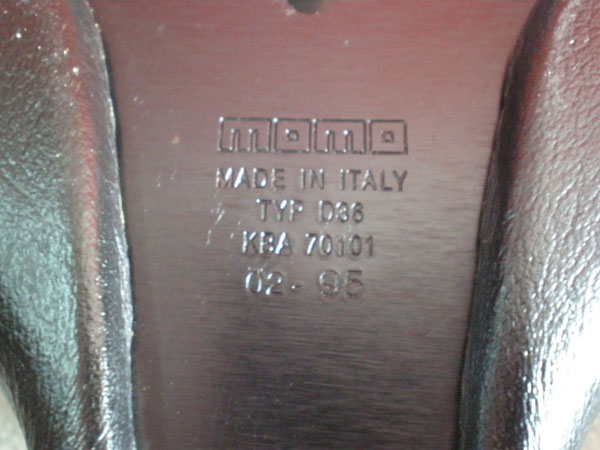 momo
MADE IN ITALY
TYP D36
KBA 70101
02-95